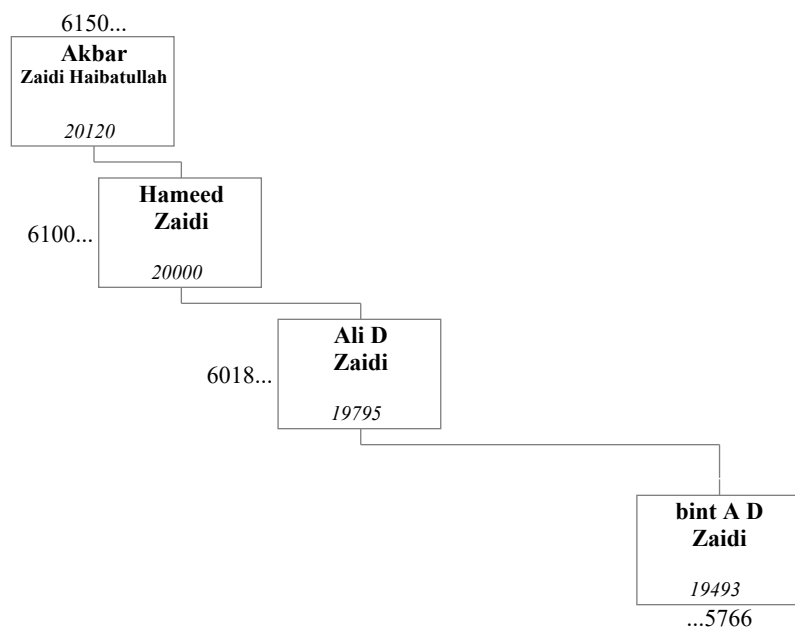 6150...
Akbar
Zaidi Haibatullah
20120
Hameed
Zaidi
6100...
20000
Ali D
Zaidi
6018...
19795
bint A D
Zaidi
19493
...5766